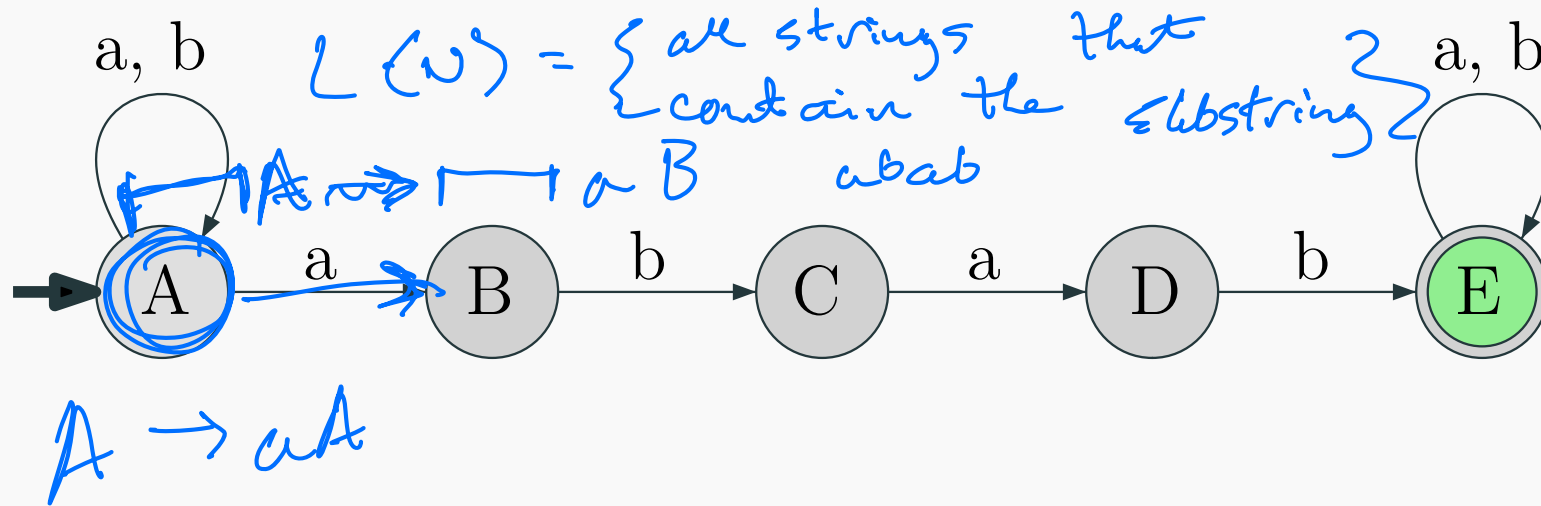 a, b
L(N) = { all strings that
contain the substring }
abab
a, b
A ⇝ aB
A
a
B
b
C
a
D
b
E
A → aA